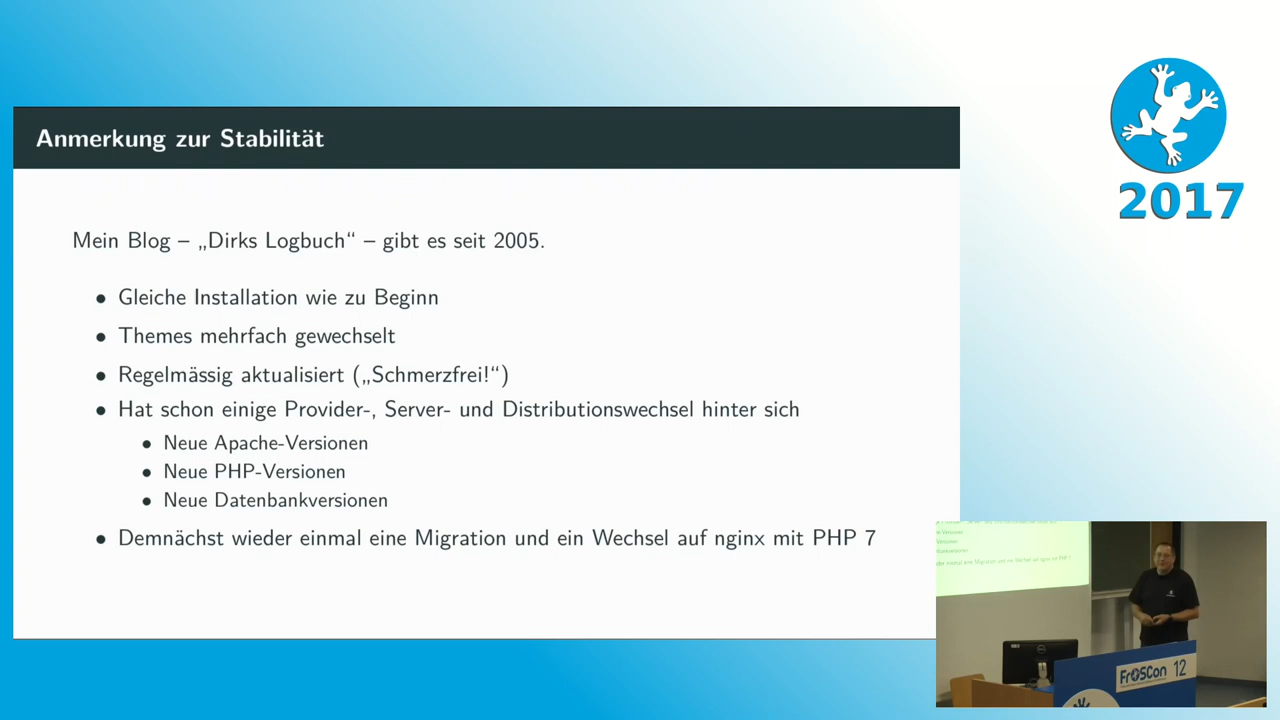 Anmerkung zur Stabilität
2017
Mein Blog – „Dirks Logbuch“ – gibt es seit 2005.
• Gleiche Installation wie zu Beginn
• Themes mehrfach gewechselt
• Regelmässig aktualisiert („Schmerzfrei!“)
• Hat schon einige Provider-, Server- und Distributionswechsel hinter sich
• Neue Apache-Versionen
• Neue PHP-Versionen
• Neue Datenbankversionen
• Demnächst wieder einmal eine Migration und ein Wechsel auf nginx mit PHP 7
FrOSCon 12